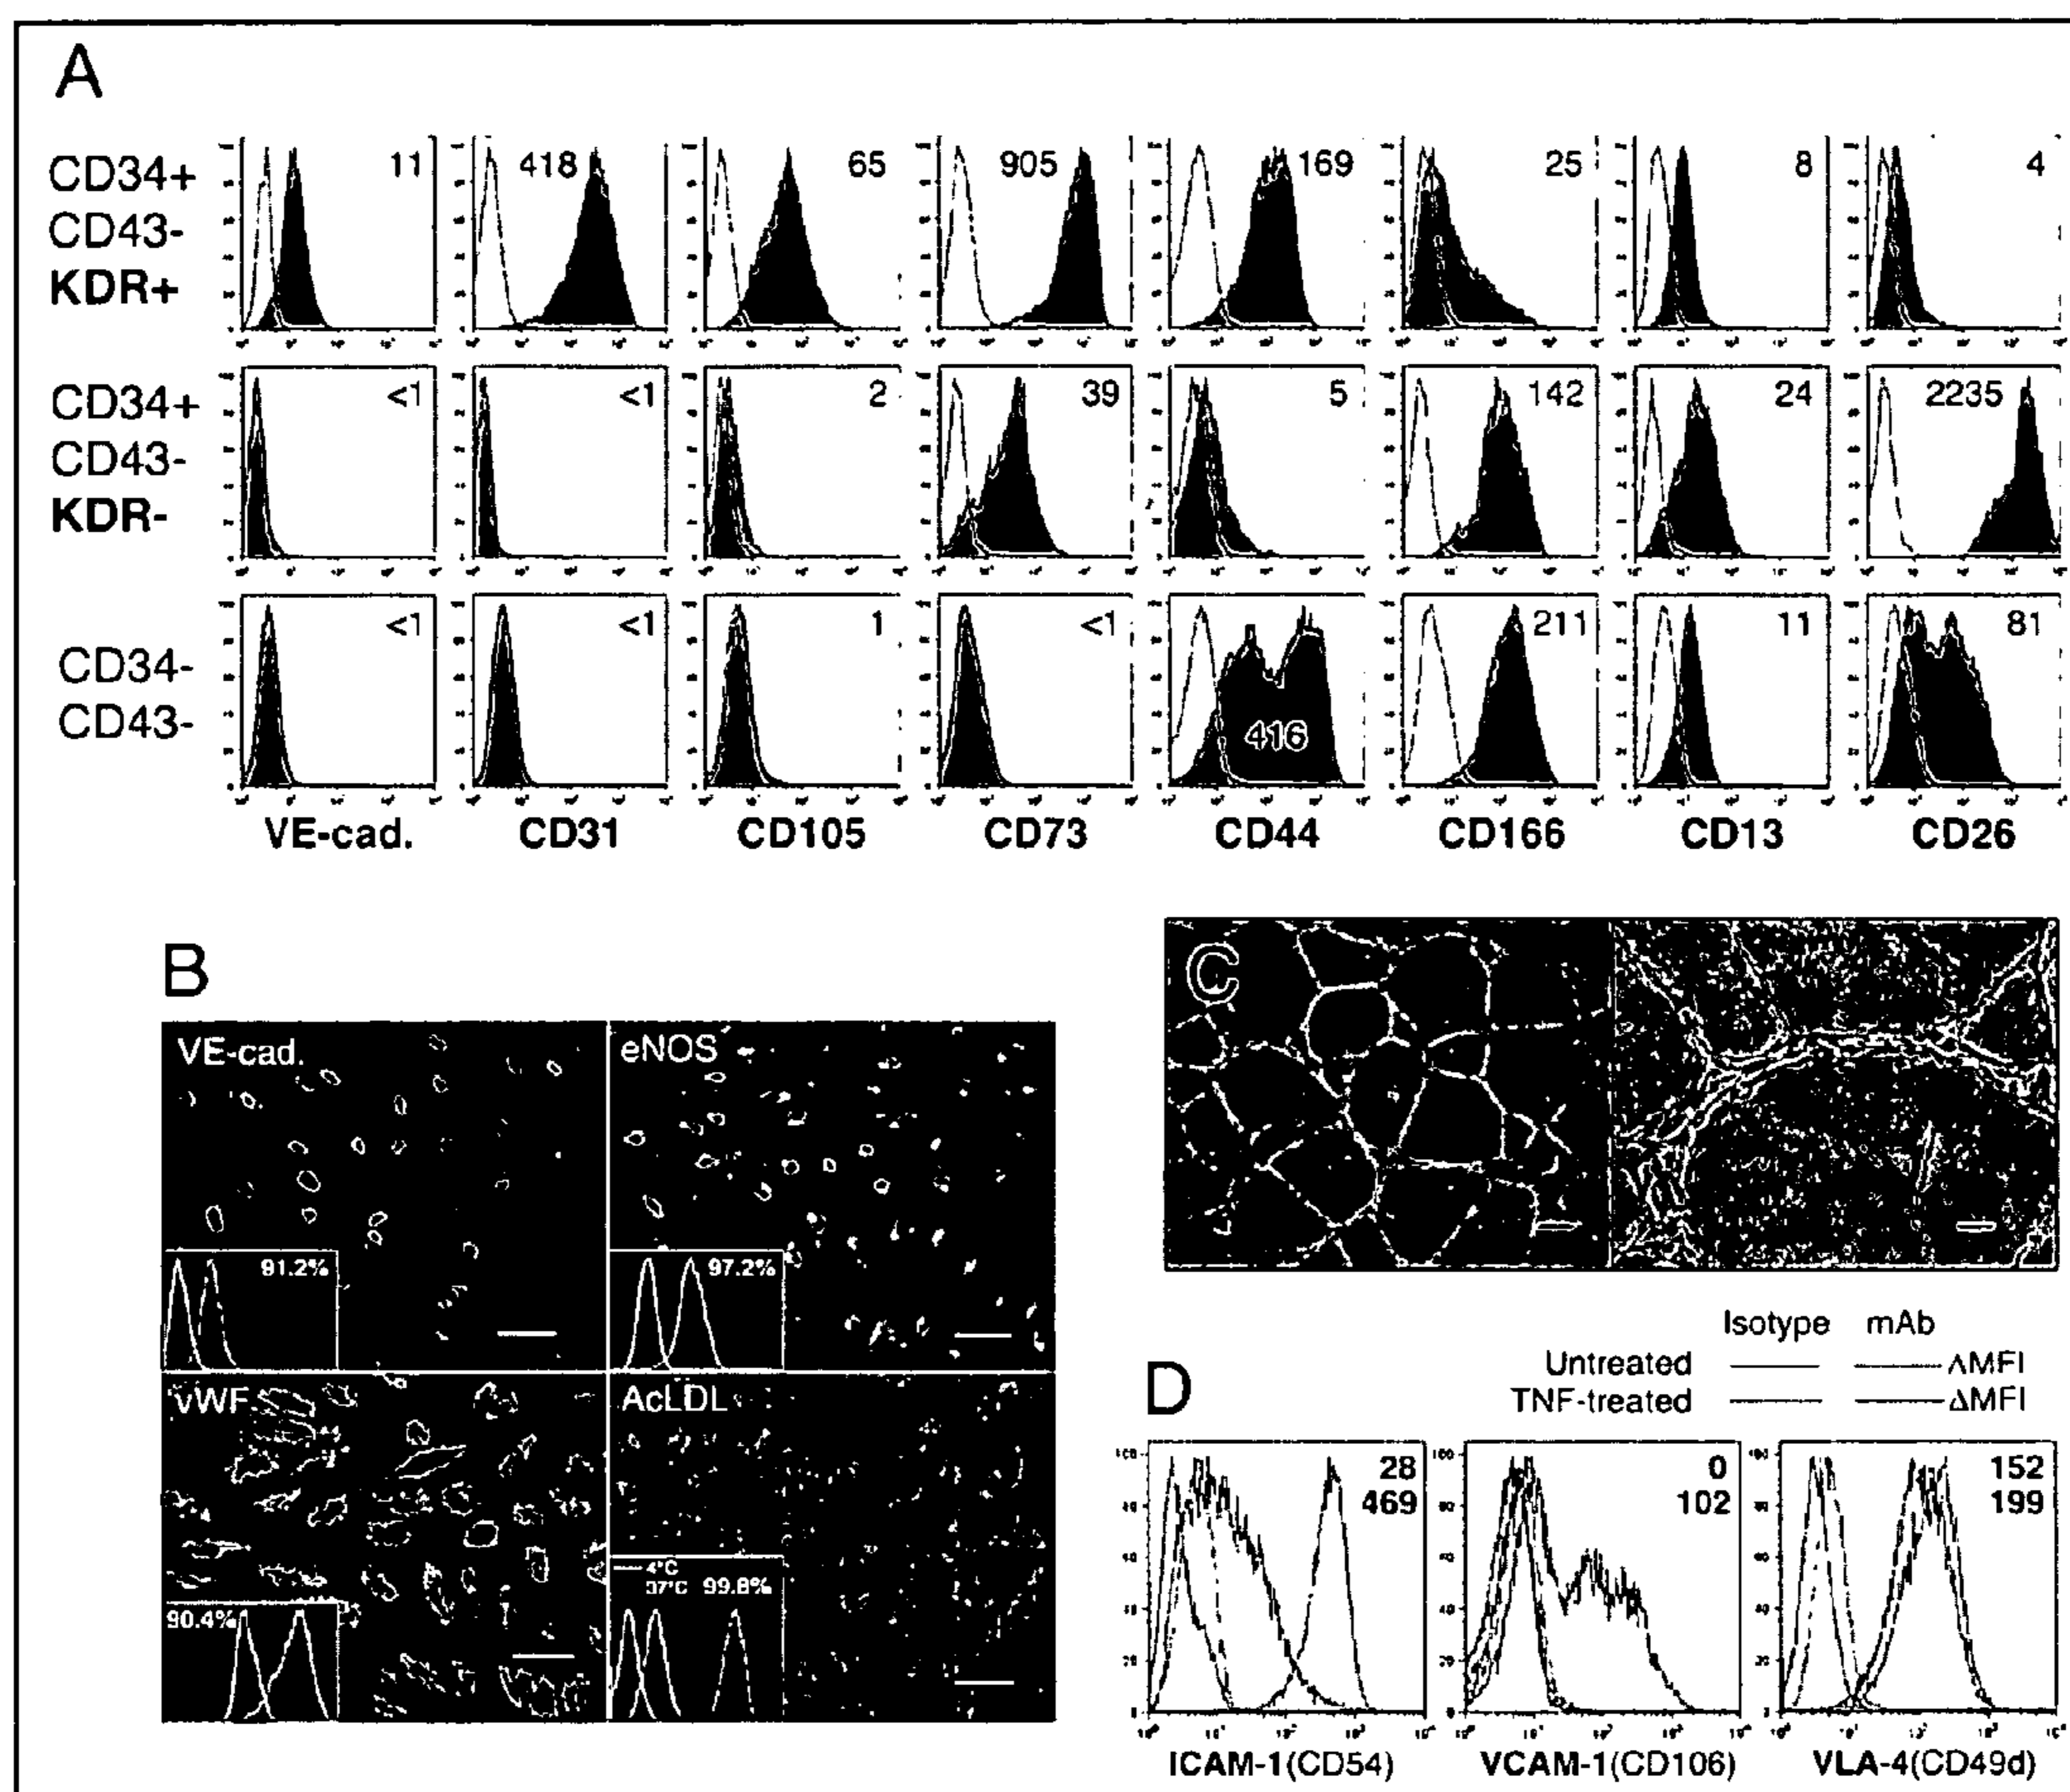 A
CD34+
CD43-
KDR+
11
418
65
905
169
25
8
4
CD34+
CD43-
KDR-
<1
<1
2
39
5
142
24
2235
CD34-
CD43-
<1
<1
1
<1
416
211
11
81
VE-cad. CD31 CD105 CD73 CD44 CD166 CD13 CD26
B
VE-cad.
91.2%
eNOS
97.2%
vWF
90.4%
AcLDL
4°C
37°C 99.8%
C
D
Isotype mAb
Untreated ΔMFI
TNF-treated ΔMFI
28
469
0
102
152
199
ICAM-1(CD54) VCAM-1(CD106) VLA-4(CD49d)